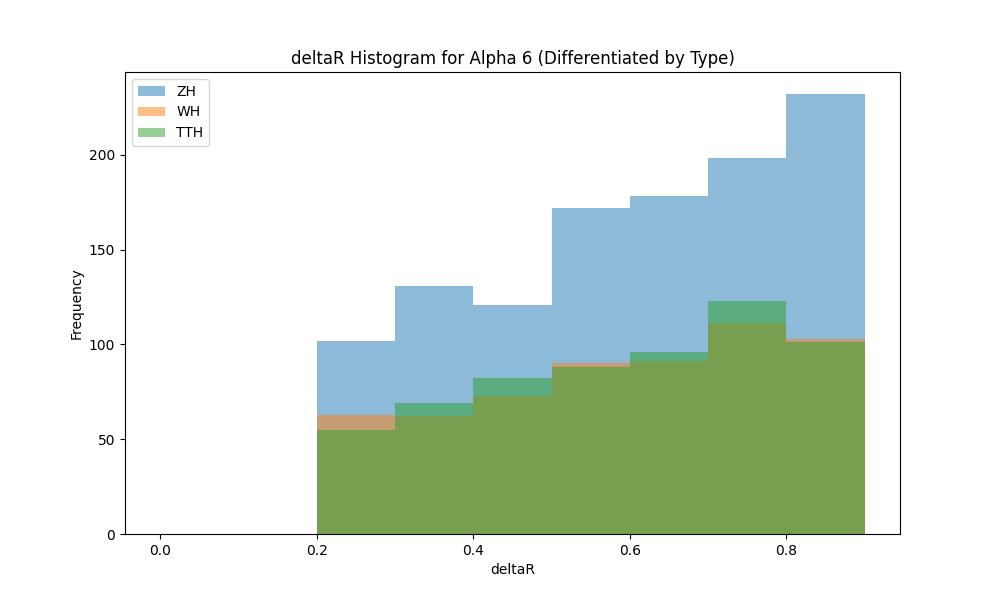 deltaR Histogram for Alpha 6 (Differentiated by Type)
ZH
WH
TTH
200
150
100
50
0
Frequency
0.0 0.2 0.4 0.6 0.8
deltaR